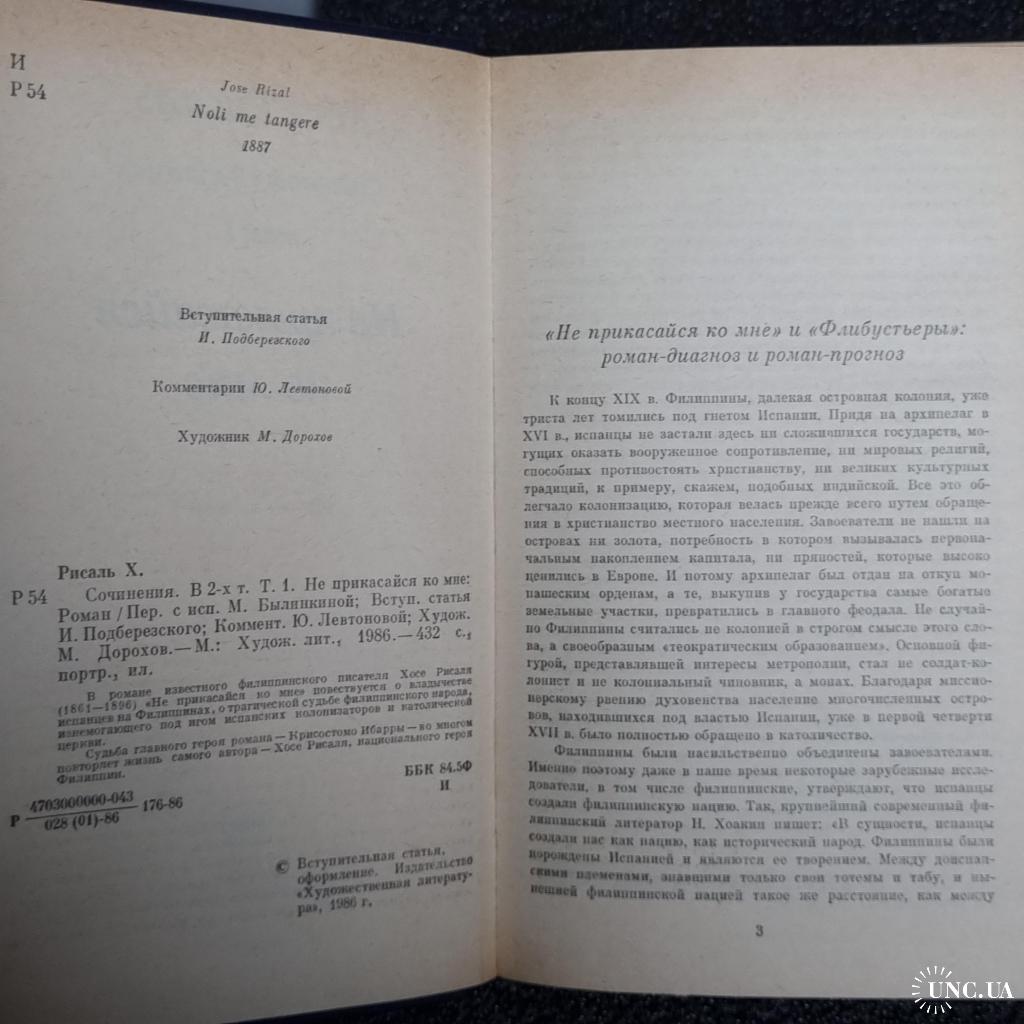 И
Р 54
Jose Rizal
Noli me tangere
1887
Вступительная статья
И. Подберезского
Комментарии Ю. Левтоновой
Художник М. Дорохов
Рисаль Х.
Р 54
Сочинения. В 2-х т. Т. 1. Не прикасайся ко мне:
Роман / Пер. с исп. М. Былинкиной; Вступ. статья
И. Подберезского; Коммент. Ю. Левтоновой; Худож.
М. Дорохов.— М.: Худож. лит., 1986.— 432 с.,
портр., ил.
В романе известного филиппинского писателя Хосе Рисаля
(1861—1896) «Не прикасайся ко мне» повествуется о владычестве
испанцев на Филиппинах, о трагической судьбе филиппинского народа,
изнемогающего под игом испанских колонизаторов и католической
церкви.
Судьба главного героя романа — Крисостомо Ибарры — во многом
повторяет жизнь самого автора — Хосе Рисаля, национального героя
Филиппин.
Р 4703000000-043 176-86
028 (01)-86
ББК 84.5Ф
И
© Вступительная статья,
оформление. Издательство
«Художественная литерату-
ра», 1986 г.
«Не прикасайся ко мне» и «Флибустьеры»:
роман-диагноз и роман-прогноз
К концу XIX в. Филиппины, далекая островная колония, уже
триста лет томились под гнетом Испании. Придя на архипелаг в
XVI в., испанцы не застали здесь ни сложившихся государств, мо-
гущих оказать вооруженное сопротивление, ни мировых религий,
способных противостоять христианству, ни великих культурных
традиций, к примеру, скажем, подобных индийской. Все это об-
легчало колонизацию, которая велась прежде всего путем обраще-
ния в христианство местного населения. Завоеватели не нашли на
островах ни золота, потребность в котором вызывалась первона-
чальным накоплением капитала, ни пряностей, которые высоко
ценились в Европе. И потому архипелаг был отдан на откуп мо-
нашеским орденам, а те, выкупив у государства самые богатые
земельные участки, превратились в главного феодала. Не случай-
но Филиппины считались не колонией в строгом смысле этого сло-
ва, а своеобразным «теократическим образованием». Основной фи-
гурой, представлявшей интересы метрополии, стал не солдат-ко-
лонист и не колониальный чиновник, а монах. Благодаря миссио-
нерскому рвению духовенства население многочисленных остро-
вов, находившихся под властью Испании, уже в первой четверти
XVII в. было полностью обращено в католичество.
Филиппины были насильственно объединены завоевателями.
Именно поэтому даже в наше время некоторые зарубежные иссле-
дователи, в том числе филиппинские, утверждают, что испанцы
создали филиппинскую нацию. Так, крупнейший современный фи-
липпинский литератор Н. Хоакин пишет: «В сущности, испанцы
создали нас как нацию, как исторический народ. Филиппины были
порождены Испанией и являются ее творением. Между доиспан-
скими племенами, знавшими только свои тотемы и табу, и ны-
нешней филиппинской нацией такое же расстояние, как между
3
UNC.UA